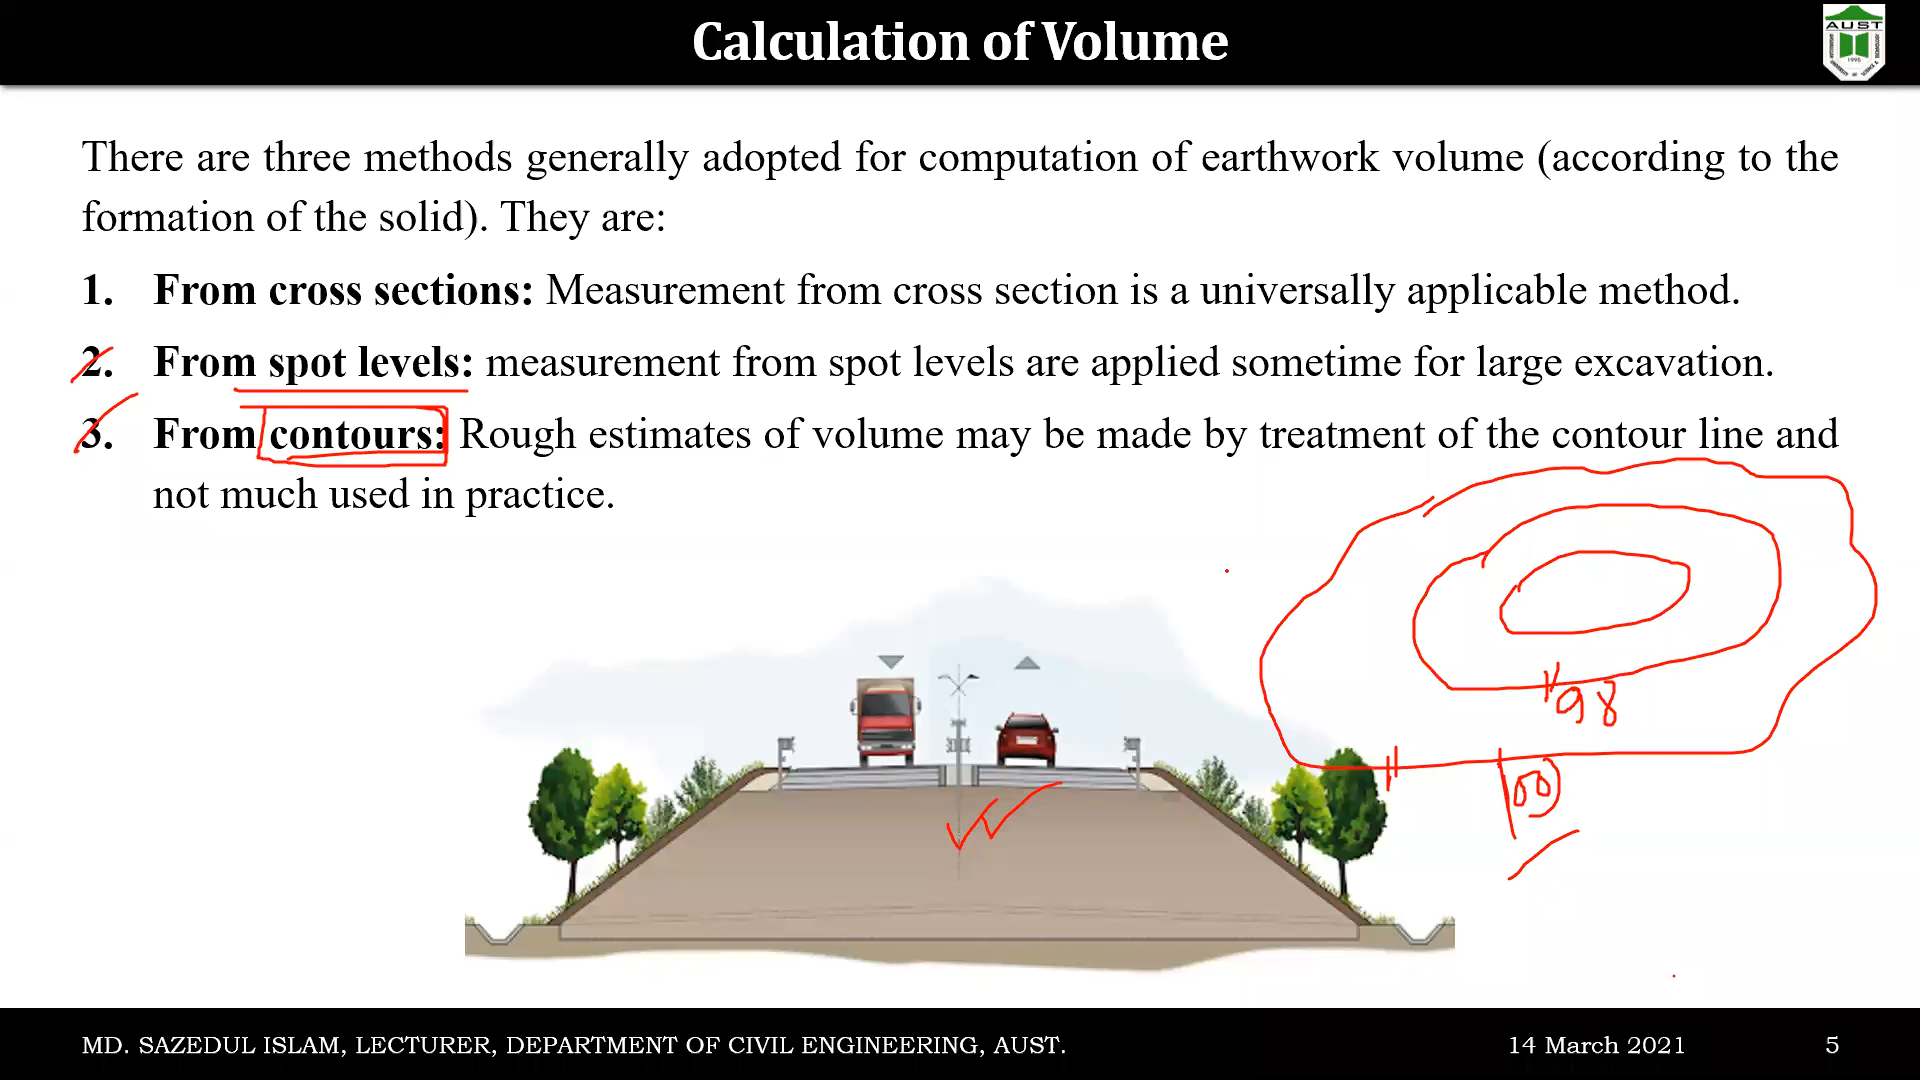 Calculation of Volume
AUST
1995
There are three methods generally adopted for computation of earthwork volume (according to the
formation of the solid). They are:
1. From cross sections: Measurement from cross section is a universally applicable method.
2. From spot levels: measurement from spot levels are applied sometime for large excavation.
3. From contours: Rough estimates of volume may be made by treatment of the contour line and
not much used in practice.
98
100
MD. SAZEDUL ISLAM, LECTURER, DEPARTMENT OF CIVIL ENGINEERING, AUST.
14 March 2021
5